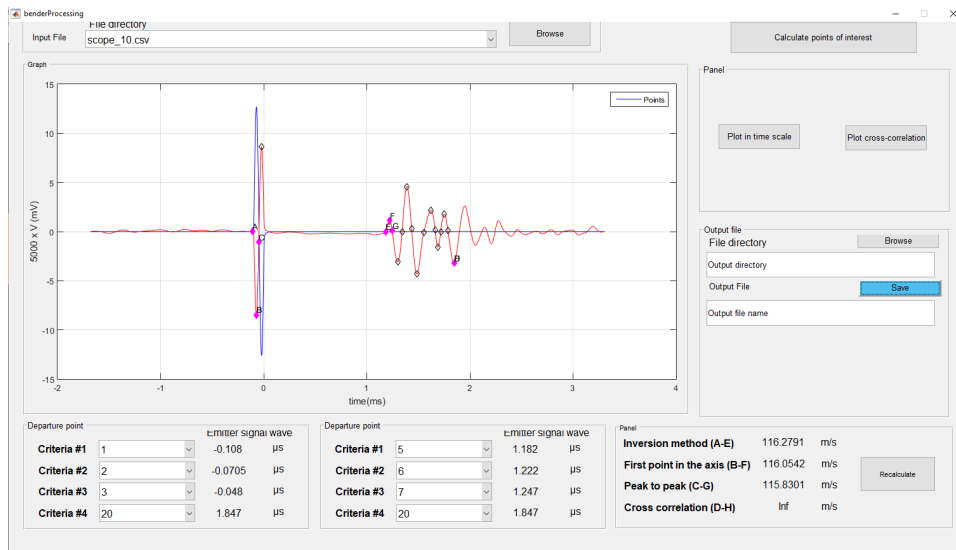 benderProcessing
File directory
Input File
scope_10.csv
Browse
Calculate points of interest
Graph
15
10
5
0
-5
-10
-15
5000 x V (mV)
-2
-1
0
1
2
3
4
time(ms)
Points
A
B
C
E
F
G
Panel
Plot in time scale
Plot cross-correlation
Output file
File directory
Browse
Output directory
Output File
Save
Output file name
Departure point
Emitter signal wave
Criteria #1 1 -0.108 µs
Criteria #2 2 -0.0705 µs
Criteria #3 3 -0.048 µs
Criteria #4 20 1.847 µs
Departure point
Emitter signal wave
Criteria #1 5 1.182 µs
Criteria #2 6 1.222 µs
Criteria #3 7 1.247 µs
Criteria #4 20 1.847 µs
Panel
Inversion method (A-E) 116.2791 m/s
First point in the axis (B-F) 116.0542 m/s
Peak to peak (C-G) 115.8301 m/s
Cross correlation (D-H) Inf m/s
Recalculate